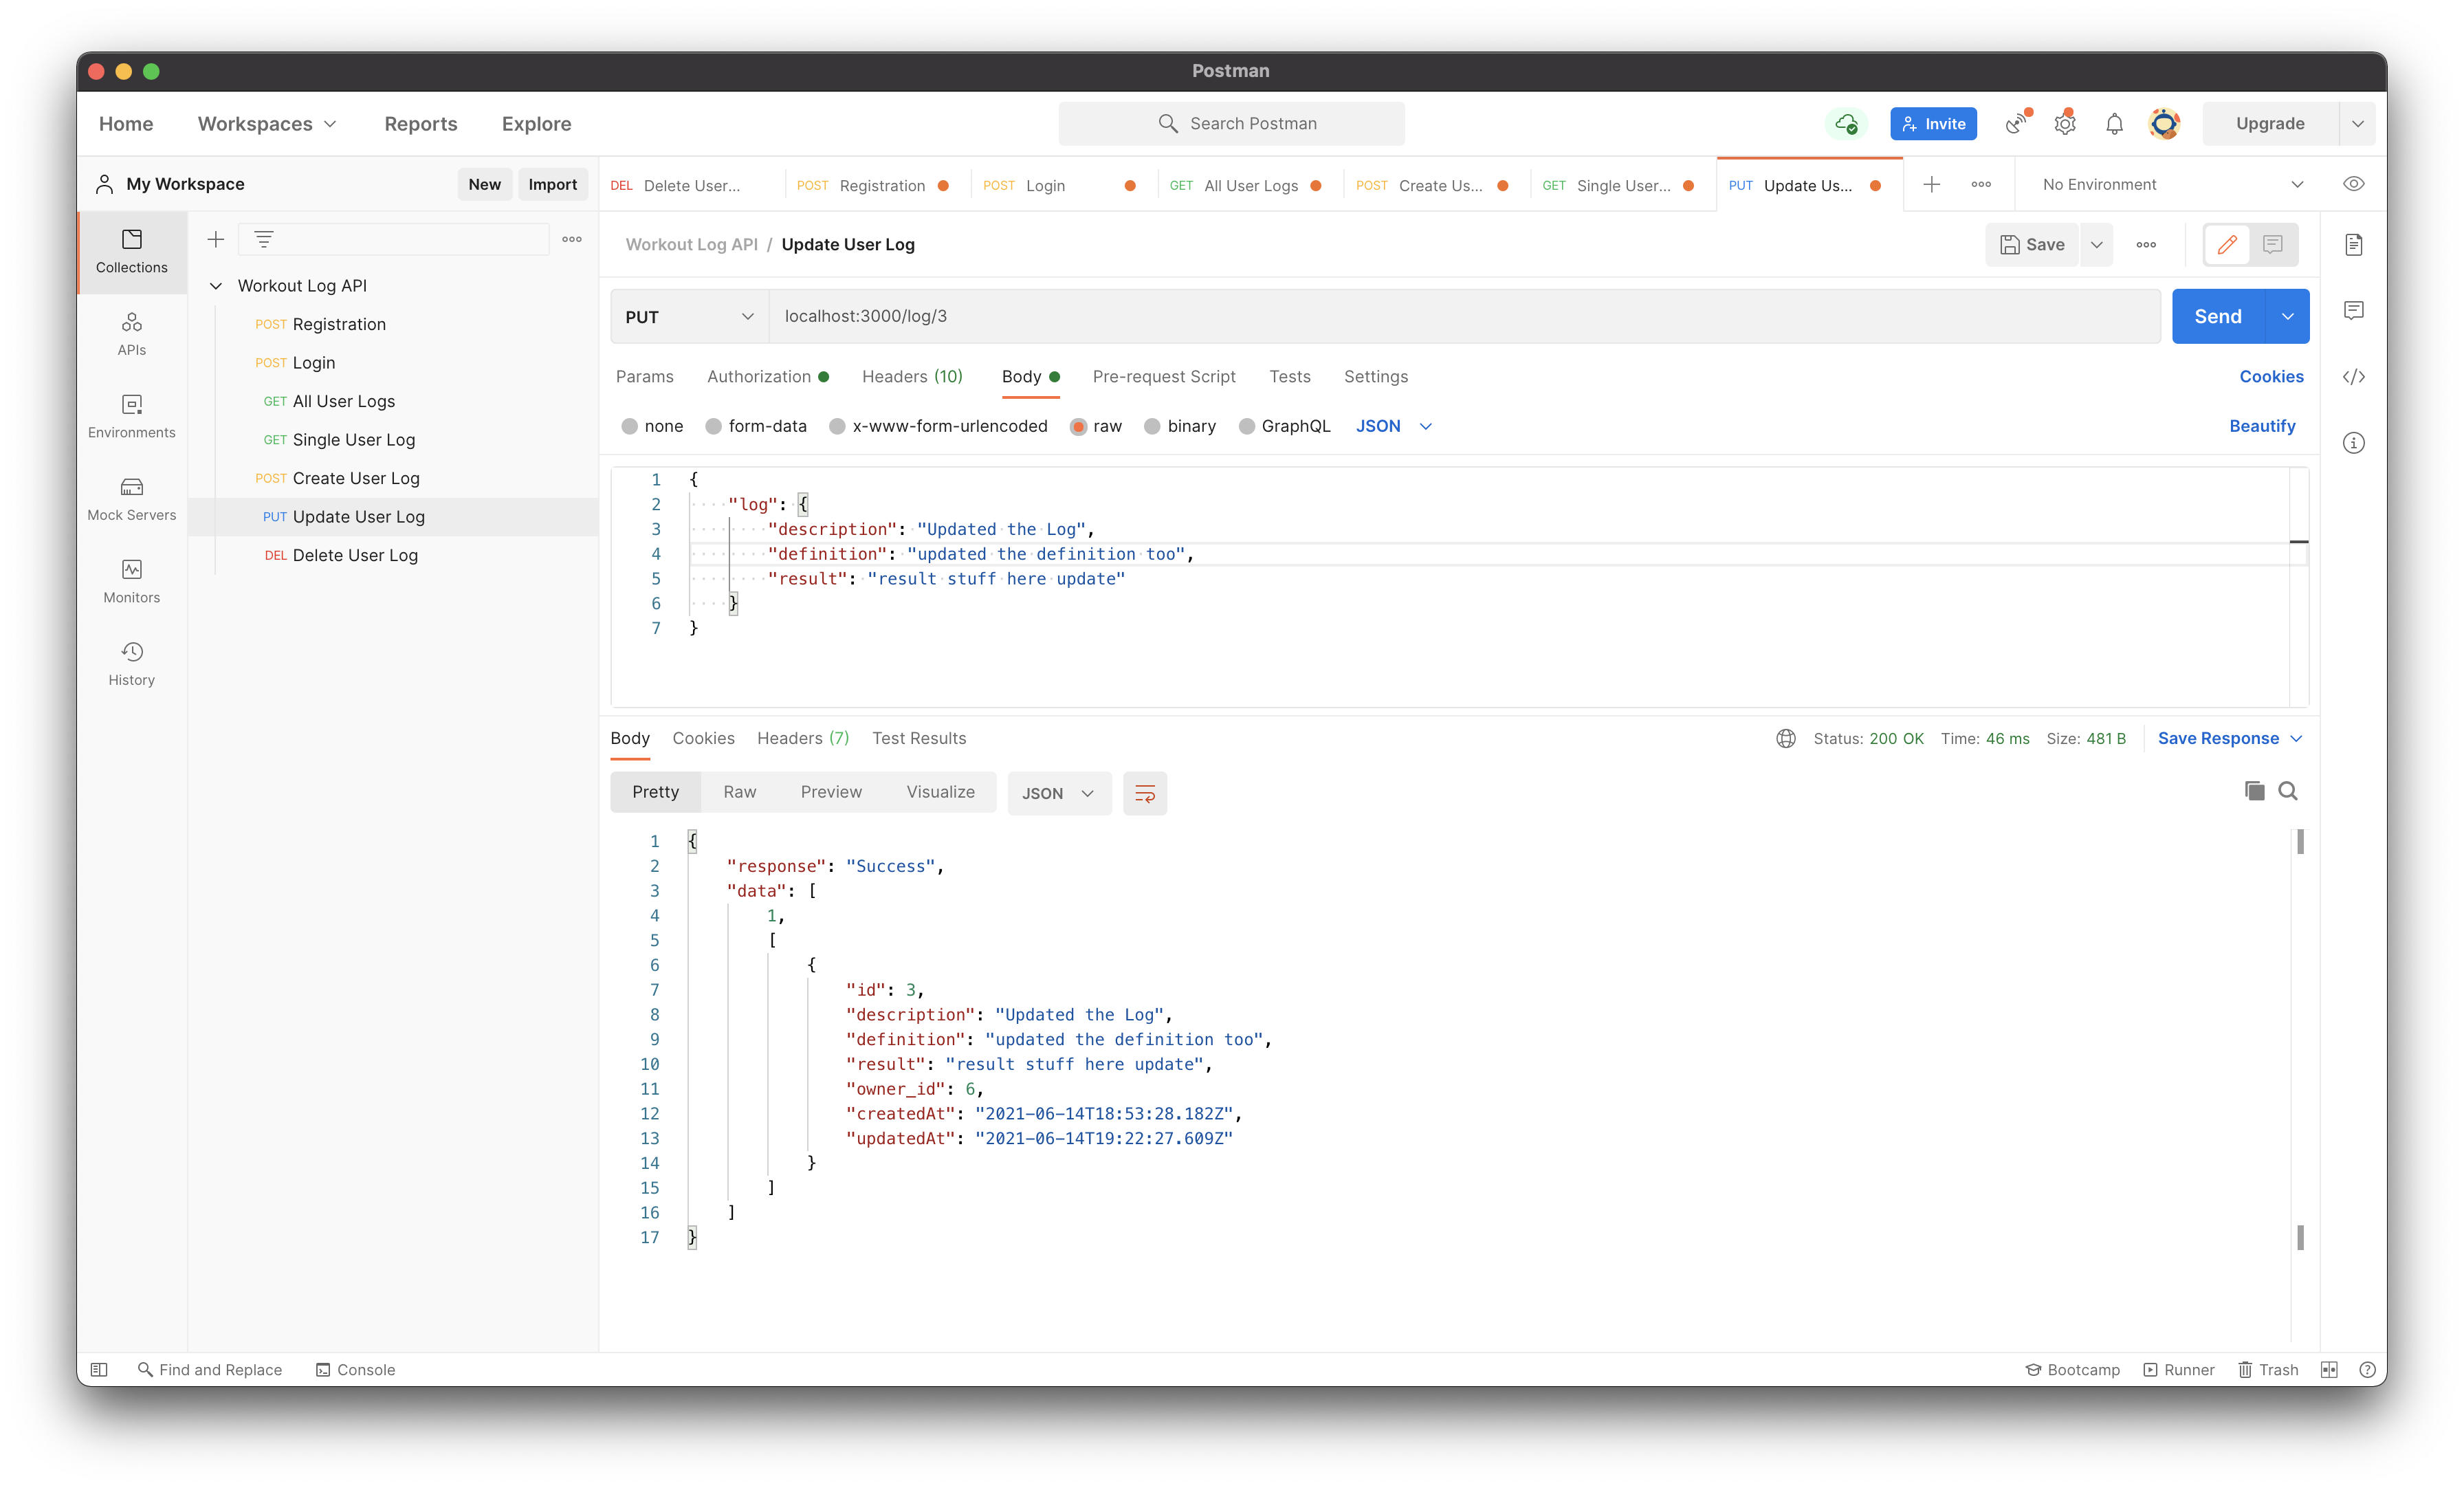 Postman
Home Workspaces Reports Explore Search Postman Invite Upgrade
My Workspace New Import
DEL Delete User... POST Registration POST Login GET All User Logs POST Create Us... GET Single User... PUT Update Us... No Environment
Collections
APIs
Environments
Mock Servers
Monitors
History
Workout Log API
POST Registration
POST Login
GET All User Logs
GET Single User Log
POST Create User Log
PUT Update User Log
DEL Delete User Log
Workout Log API / Update User Log Save
PUT localhost:3000/log/3 Send
Params Authorization Headers (10) Body Pre-request Script Tests Settings Cookies
none form-data x-www-form-urlencoded raw binary GraphQL JSON Beautify
1 {
2 "log": {
3 "description": "Updated the Log",
4 "definition": "updated the definition too",
5 "result": "result stuff here update"
6 }
7 }
Body Cookies Headers (7) Test Results Status: 200 OK Time: 46 ms Size: 481 B Save Response
Pretty Raw Preview Visualize JSON
1 {
2 "response": "Success",
3 "data": [
4 1,
5 [
6 {
7 "id": 3,
8 "description": "Updated the Log",
9 "definition": "updated the definition too",
10 "result": "result stuff here update",
11 "owner_id": 6,
12 "createdAt": "2021-06-14T18:53:28.182Z",
13 "updatedAt": "2021-06-14T19:22:27.609Z"
14 }
15 ]
16 ]
17 }
Find and Replace Console Bootcamp Runner Trash